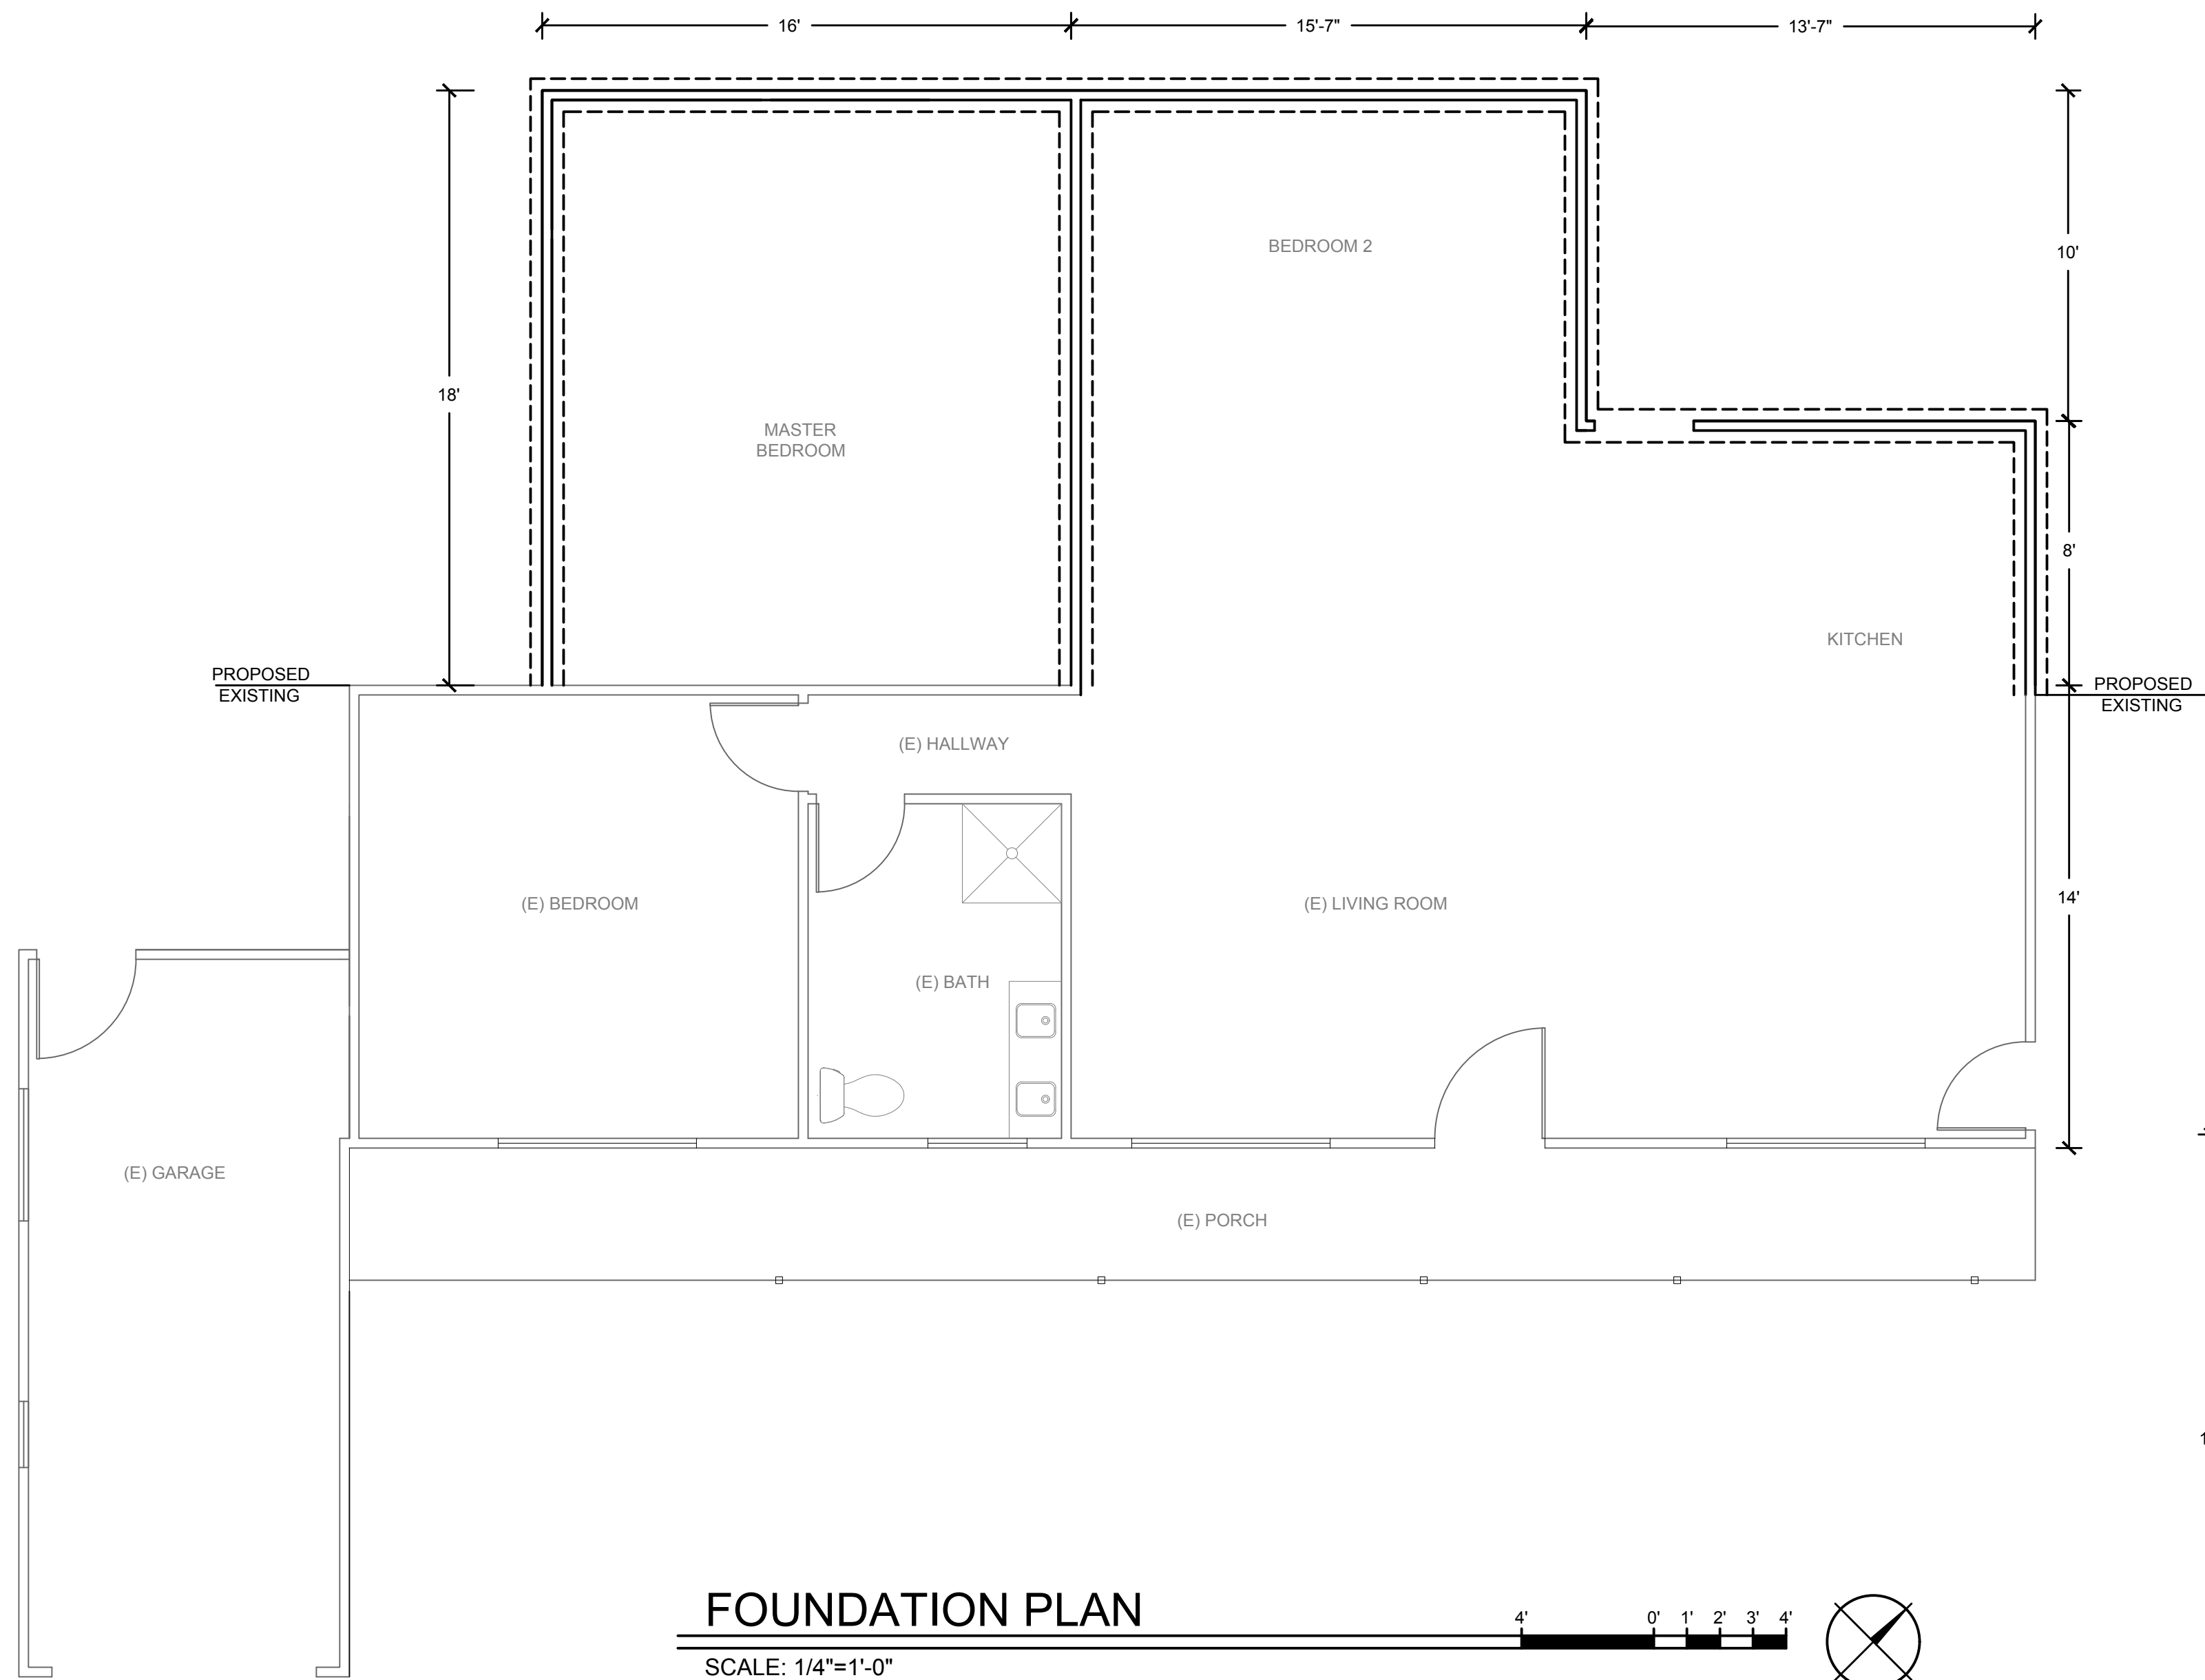 16' 15'-7" 13'-7"
BEDROOM 2
10'
18'
MASTER
BEDROOM
8'
KITCHEN
PROPOSED
EXISTING
PROPOSED
EXISTING
(E) HALLWAY
(E) BEDROOM
(E) LIVING ROOM
14'
(E) BATH
(E) GARAGE
(E) PORCH
FOUNDATION PLAN
4' 0' 1' 2' 3' 4'
SCALE: 1/4"=1'-0"